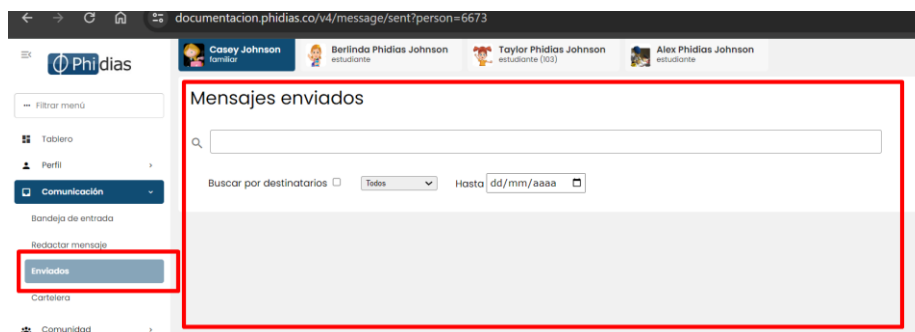 documentacion.phidias.co/v4/message/sent?person=6673
Phidias
Casey Johnson
familiar
Berlinda Phidias Johnson
estudiante
Taylor Phidias Johnson
estudiante (103)
Alex Phidias Johnson
estudiante
Filtrar menú
Tablero
Perfil
Comunicación
Bandeja de entrada
Redactar mensaje
Enviados
Cartelera
Comunidad
Mensajes enviados
Buscar por destinatarios
Todos
Hasta dd/mm/aaaa